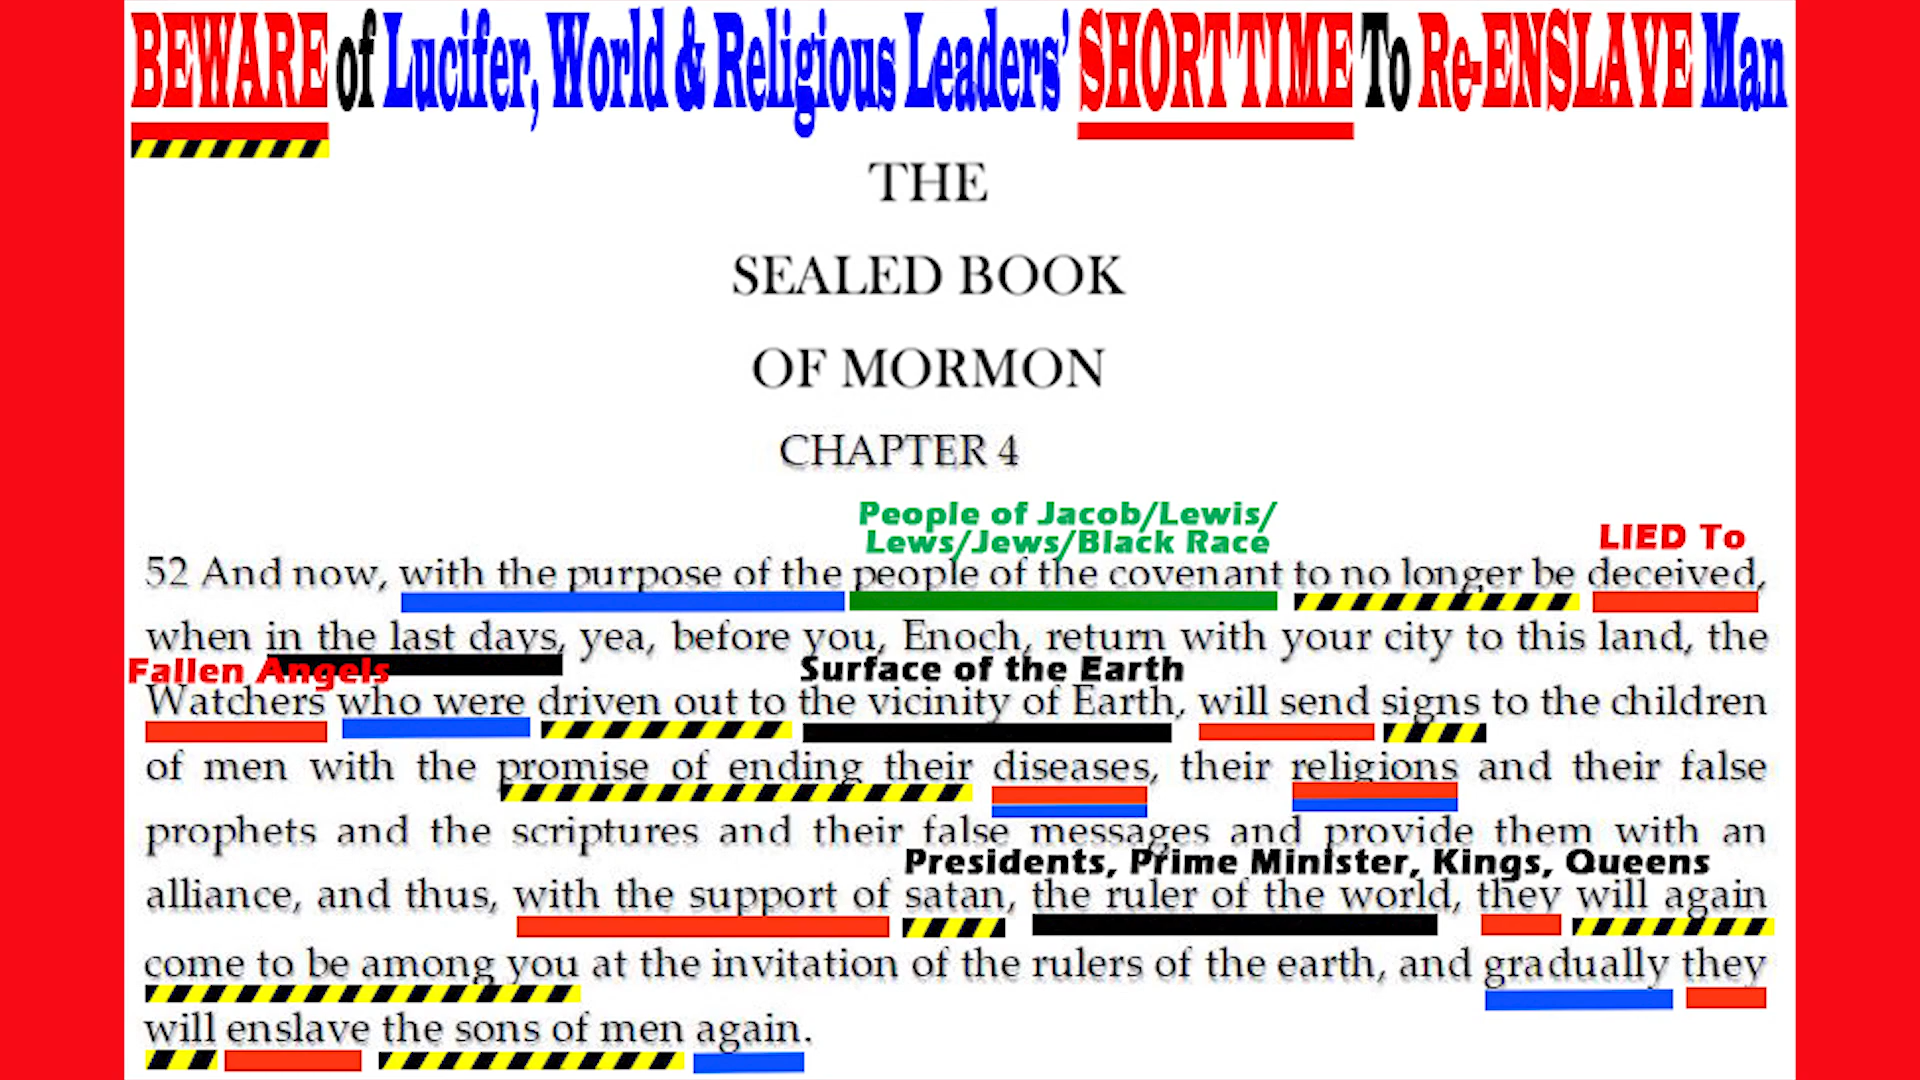 BEWARE of Lucifer, World & Religious Leaders' SHORT TIME To Re-ENSLAVE Man
THE
SEALED BOOK
OF MORMON
CHAPTER 4
People of Jacob/Lewis/
Lews/Jews/Black Race
LIED To
52 And now, with the purpose of the people of the covenant to no longer be deceived,
when in the last days, yea, before you, Enoch, return with your city to this land, the
Fallen Angels
Surface of the Earth
Watchers who were driven out to the vicinity of Earth, will send signs to the children
of men with the promise of ending their diseases, their religions and their false
prophets and the scriptures and their false messages and provide them with an
Presidents, Prime Minister, Kings, Queens
alliance, and thus, with the support of satan, the ruler of the world, they will again
come to be among you at the invitation of the rulers of the earth, and gradually they
will enslave the sons of men again.